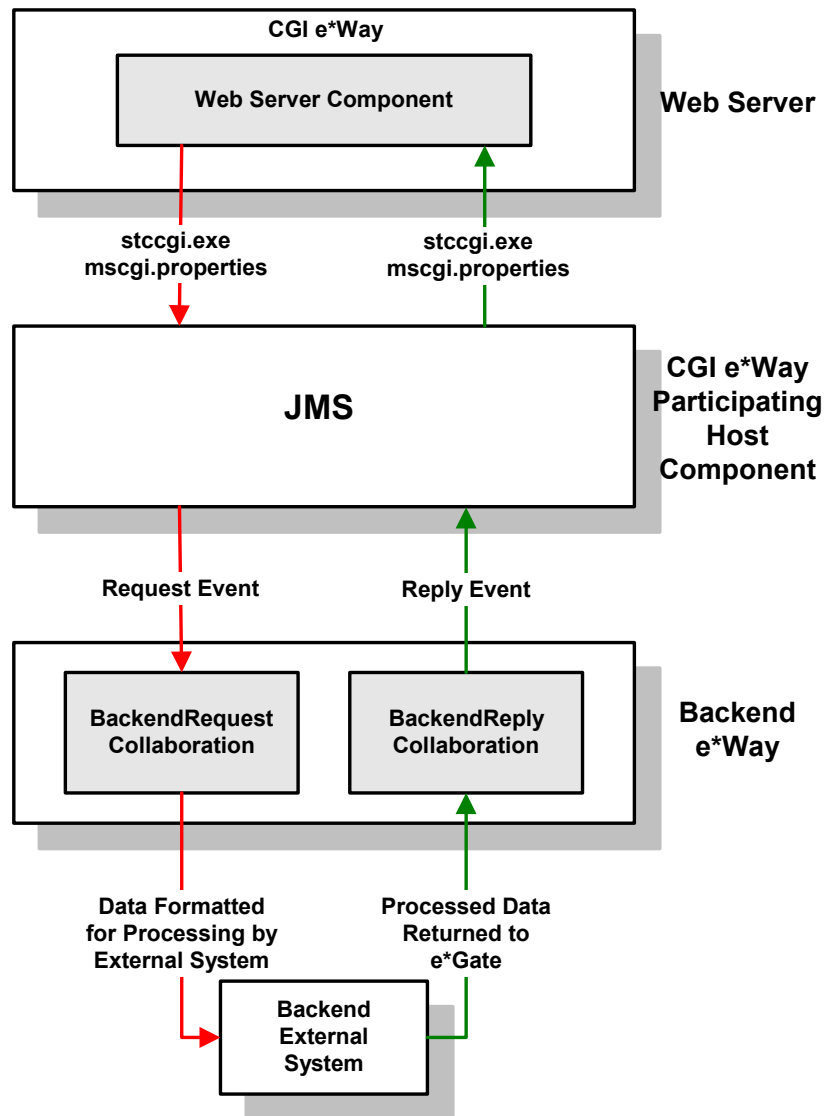 CGI e*Way
Web Server Component
Web Server
stccgi.exe
mscgi.properties
stccgi.exe
mscgi.properties
JMS
CGI e*Way
Participating
Host
Component
Request Event
Reply Event
BackendRequest
Collaboration
BackendReply
Collaboration
Backend
e*Way
Data Formatted
for Processing by
External System
Processed Data
Returned to
e*Gate
Backend
External
System